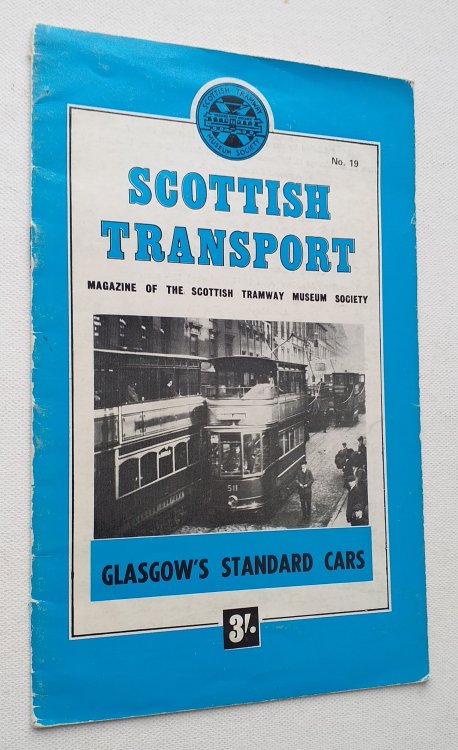 SCOTTISH TRAMWAY
MUSEUM SOCIETY
No. 19
SCOTTISH
TRANSPORT
MAGAZINE OF THE SCOTTISH TRAMWAY MUSEUM SOCIETY
511
GLASGOW'S STANDARD CARS
3/-